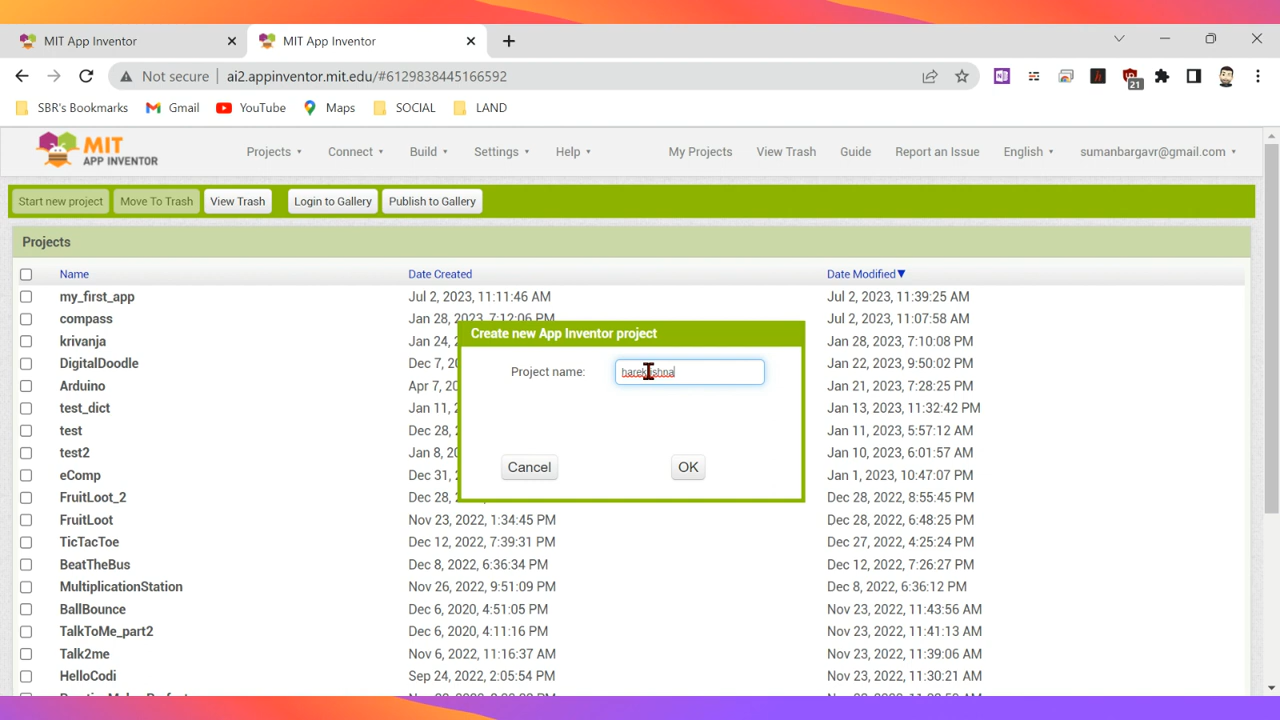 MIT App Inventor
MIT App Inventor
Not secure ai2.appinventor.mit.edu/#6129838445166592
21
SBR's Bookmarks Gmail YouTube Maps SOCIAL LAND
MIT
APP INVENTOR
Projects Connect Build Settings Help My Projects View Trash Guide Report an Issue English sumanbargavr@gmail.com
Start new project Move To Trash View Trash Login to Gallery Publish to Gallery
Projects
Name Date Created Date Modified
my_first_app Jul 2, 2023, 11:11:46 AM Jul 2, 2023, 11:39:25 AM
compass Jan 28, 2023, 7:12:06 PM Jul 2, 2023, 11:07:58 AM
krivanja Jan 24, Jan 28, 2023, 7:10:08 PM
DigitalDoodle Dec 7, 20 Jan 22, 2023, 9:50:02 PM
Arduino Apr 7, 20 Jan 21, 2023, 7:28:25 PM
test_dict Jan 11, Jan 13, 2023, 11:32:42 PM
test Dec 28, Jan 11, 2023, 5:57:12 AM
test2 Jan 8, 20 Jan 10, 2023, 6:01:57 AM
eComp Dec 31, Jan 1, 2023, 10:47:07 PM
FruitLoot_2 Dec 28, Dec 28, 2022, 8:55:45 PM
FruitLoot Nov 23, 2022, 1:34:45 PM Dec 28, 2022, 6:48:25 PM
TicTacToe Dec 12, 2022, 7:39:31 PM Dec 27, 2022, 4:25:24 PM
BeatTheBus Dec 8, 2022, 6:36:34 PM Dec 12, 2022, 7:26:27 PM
MultiplicationStation Nov 26, 2022, 9:51:09 PM Dec 8, 2022, 6:36:12 PM
BallBounce Dec 6, 2020, 4:51:05 PM Nov 23, 2022, 11:43:56 AM
TalkToMe_part2 Dec 6, 2020, 4:11:16 PM Nov 23, 2022, 11:41:13 AM
Talk2me Nov 6, 2022, 11:16:37 AM Nov 23, 2022, 11:39:06 AM
HelloCodi Sep 24, 2022, 2:05:54 PM Nov 23, 2022, 11:30:21 AM
Create new App Inventor project
Project name: harekrishna
Cancel OK